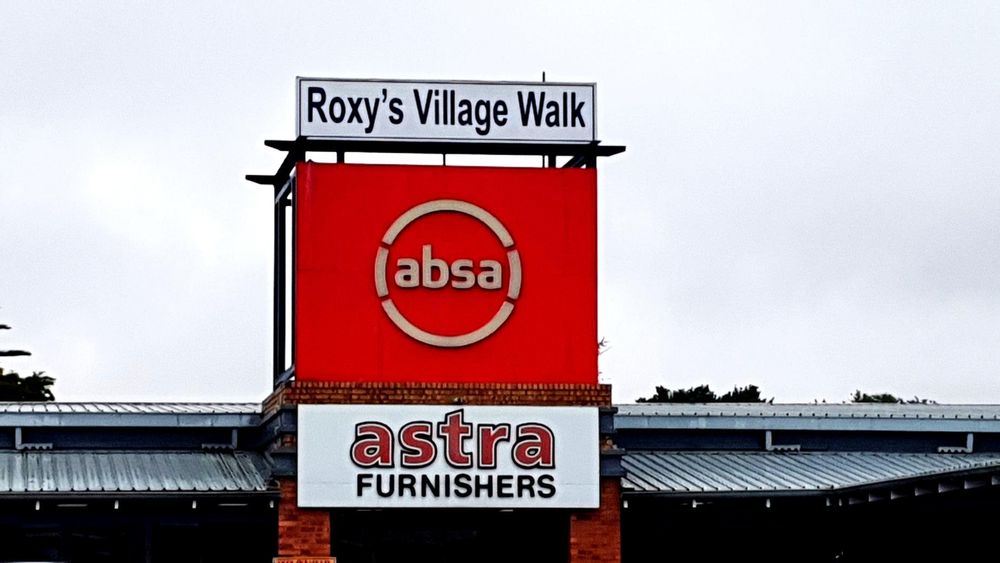 Roxy's Village Walk
absa
astra
FURNISHERS